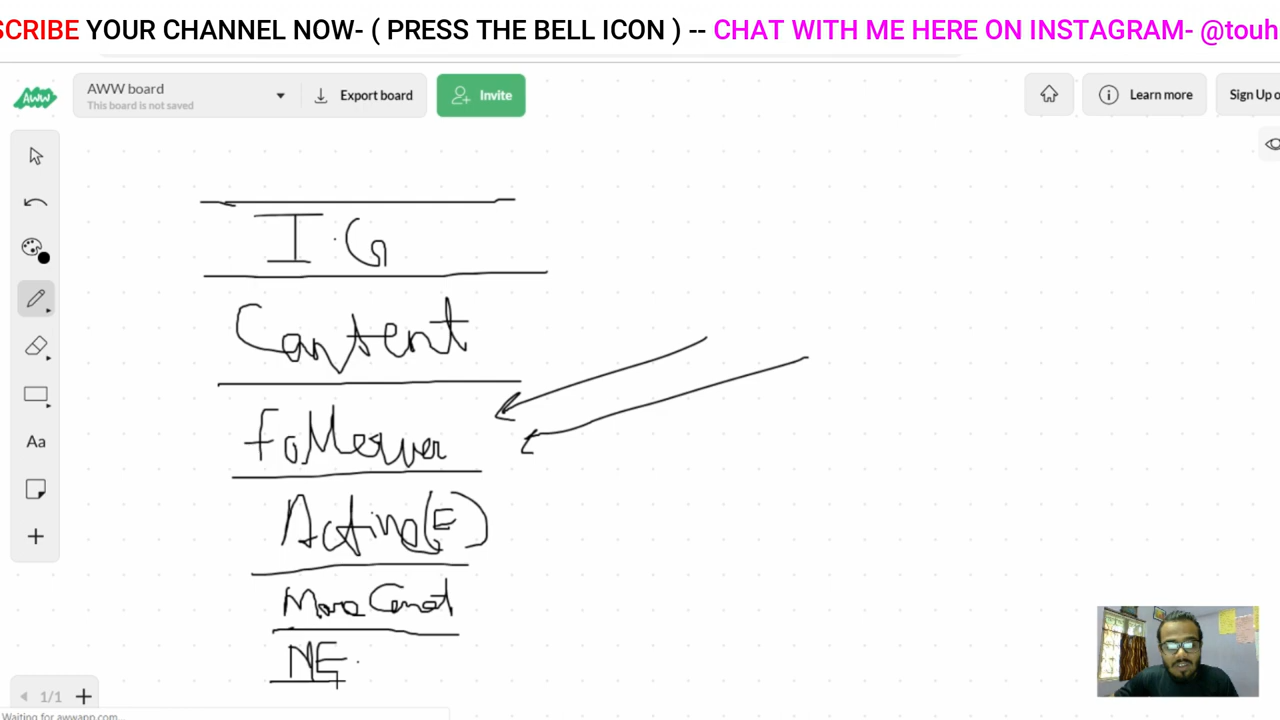 SCRIBE YOUR CHANNEL NOW- ( PRESS THE BELL ICON ) -- CHAT WITH ME HERE ON INSTAGRAM- @touh
AWW
AWW board
This board is not saved
Export board
Invite
Learn more
Sign Up o
I.G
Content
Follower
Acting(E)
More
NE
Aa
1/1
Waiting for awwapp.com...